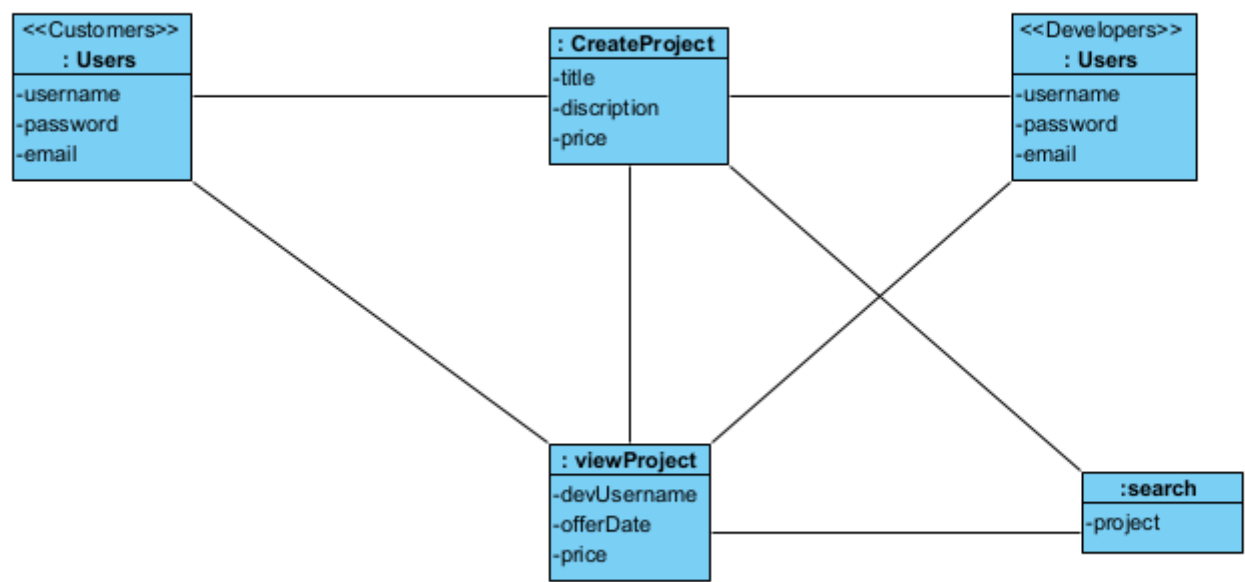 <<Customers>>
: Users
-username
-password
-email
: CreateProject
-title
-discription
-price
<<Developers>>
: Users
-username
-password
-email
: viewProject
-devUsername
-offerDate
-price
:search
-project